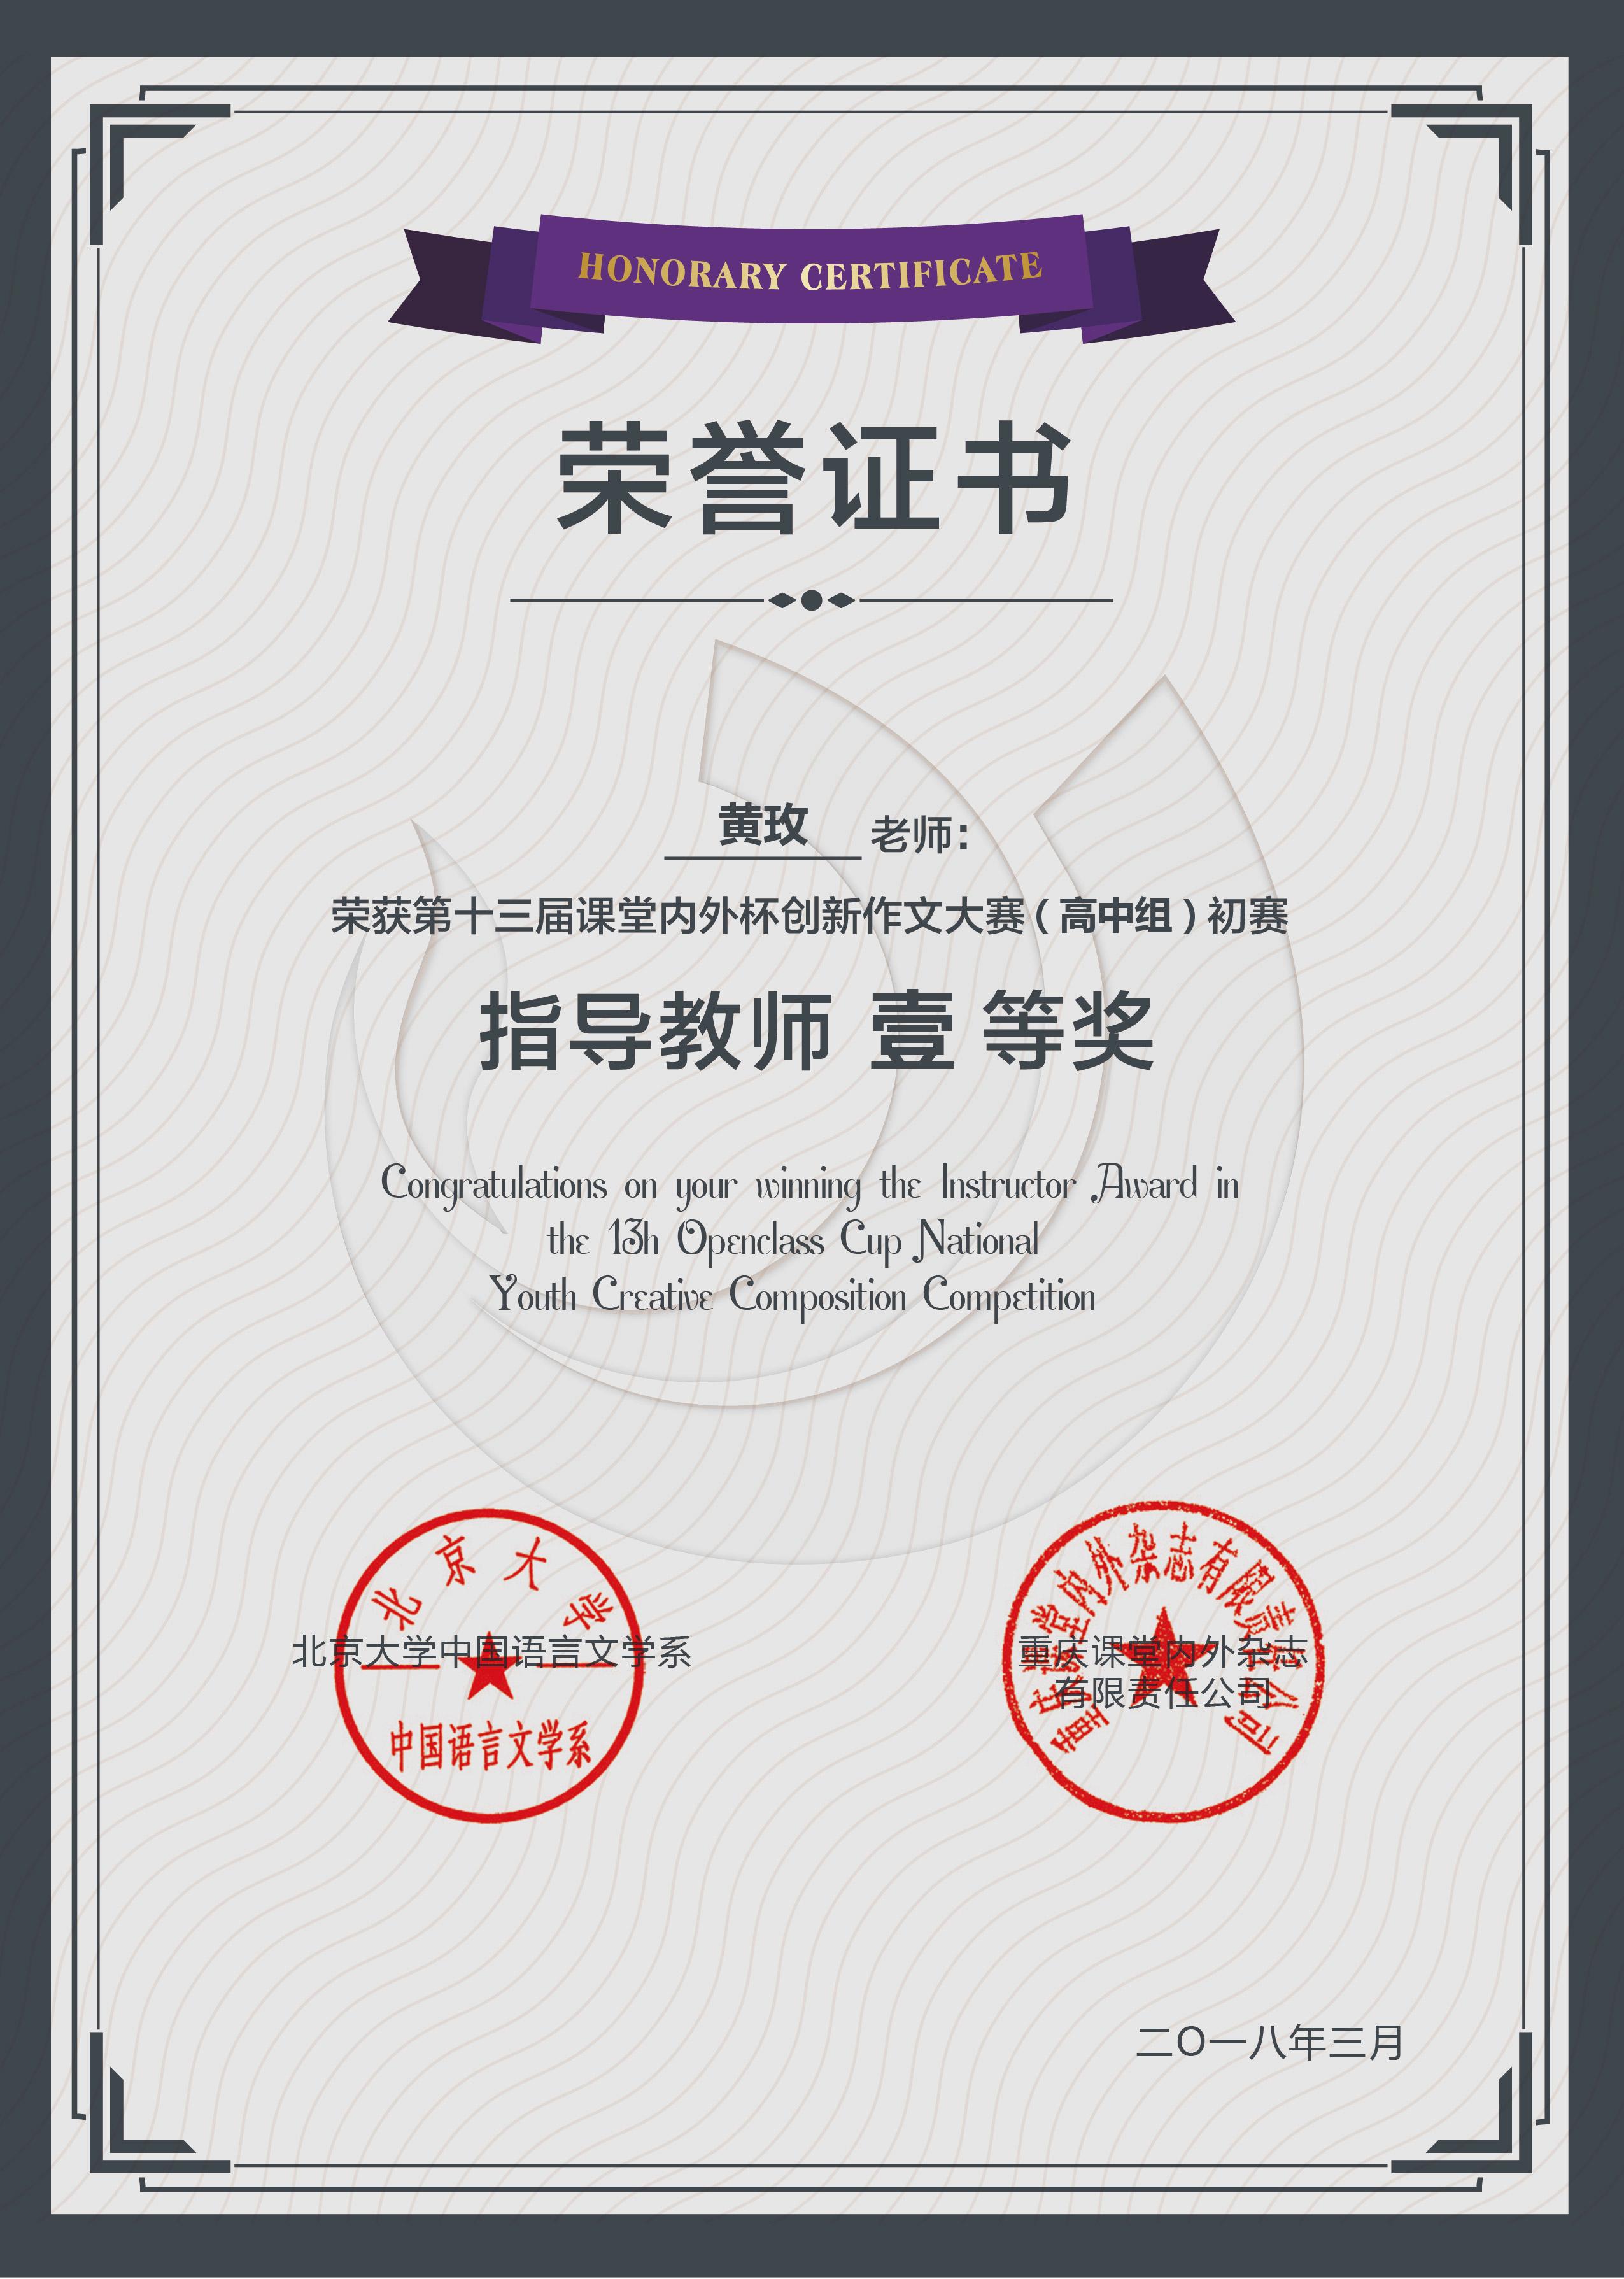 HONORARY CERTIFICATE
荣誉证书
黄玫 老师：
荣获第十三届课堂内外杯创新作文大赛（高中组）初赛
指导教师 壹 等奖
Congratulations on your winning the Instructor Award in
the 13h Openclass Cup National
Youth Creative Composition Competition
北京大学
北京大学中国语言文学系
中国语言文学系
重庆课堂内外杂志有限责任公司
重庆课堂内外杂志
有限责任公司
二〇一八年三月